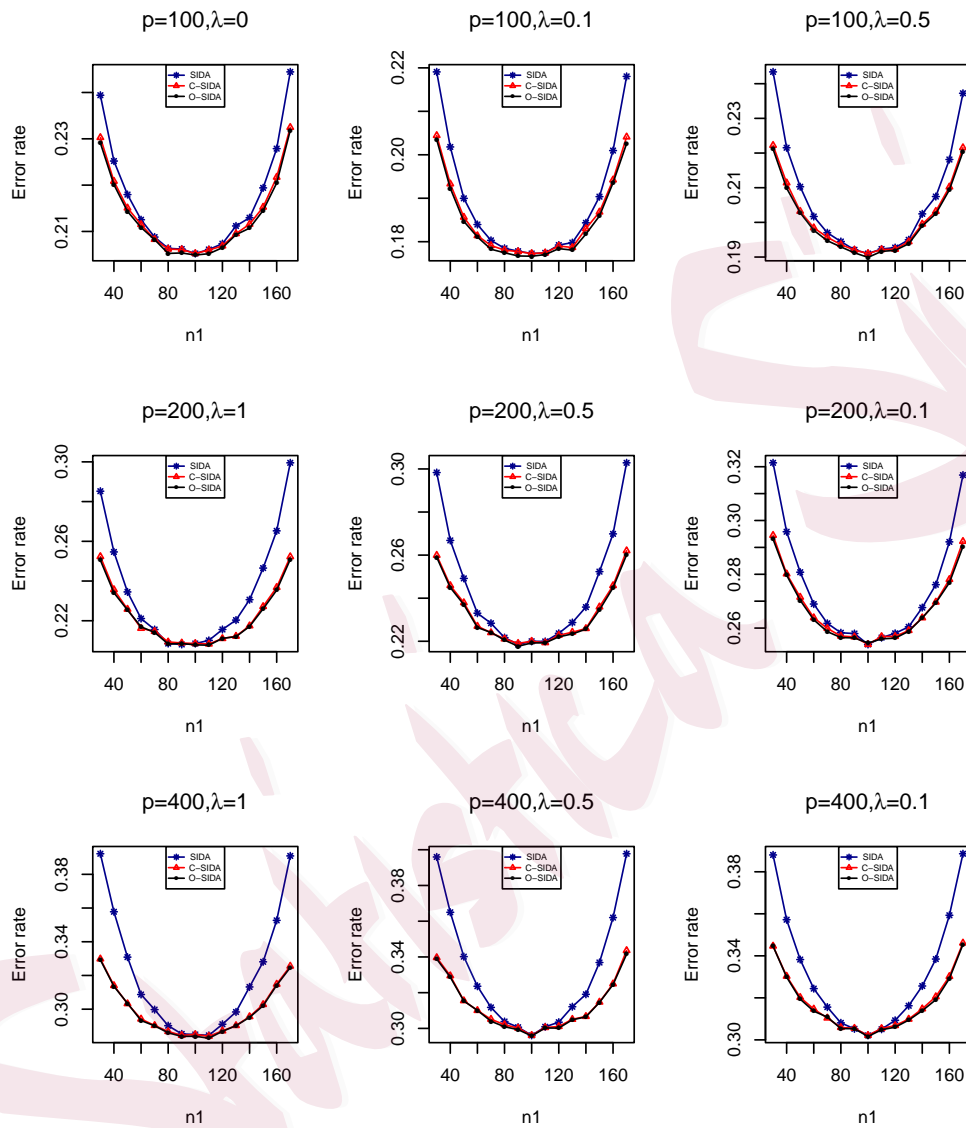 p=100,λ=0
p=100,λ=0.1
p=100,λ=0.5
Error rate
0.21
0.23
SIDA
C−SIDA
O−SIDA
40
80
120
160
n1
Error rate
0.18
0.20
0.22
SIDA
C−SIDA
O−SIDA
40
80
120
160
n1
Error rate
0.19
0.21
0.23
SIDA
C−SIDA
O−SIDA
40
80
120
160
n1
p=200,λ=1
p=200,λ=0.5
p=200,λ=0.1
Error rate
0.22
0.26
0.30
SIDA
C−SIDA
O−SIDA
40
80
120
160
n1
Error rate
0.22
0.26
0.30
SIDA
C−SIDA
O−SIDA
40
80
120
160
n1
Error rate
0.26
0.28
0.30
0.32
SIDA
C−SIDA
O−SIDA
40
80
120
160
n1
p=400,λ=1
p=400,λ=0.5
p=400,λ=0.1
Error rate
0.30
0.34
0.38
SIDA
C−SIDA
O−SIDA
40
80
120
160
n1
Error rate
0.30
0.34
0.38
SIDA
C−SIDA
O−SIDA
40
80
120
160
n1
Error rate
0.30
0.34
0.38
SIDA
C−SIDA
O−SIDA
40
80
120
160
n1
Statistica Si